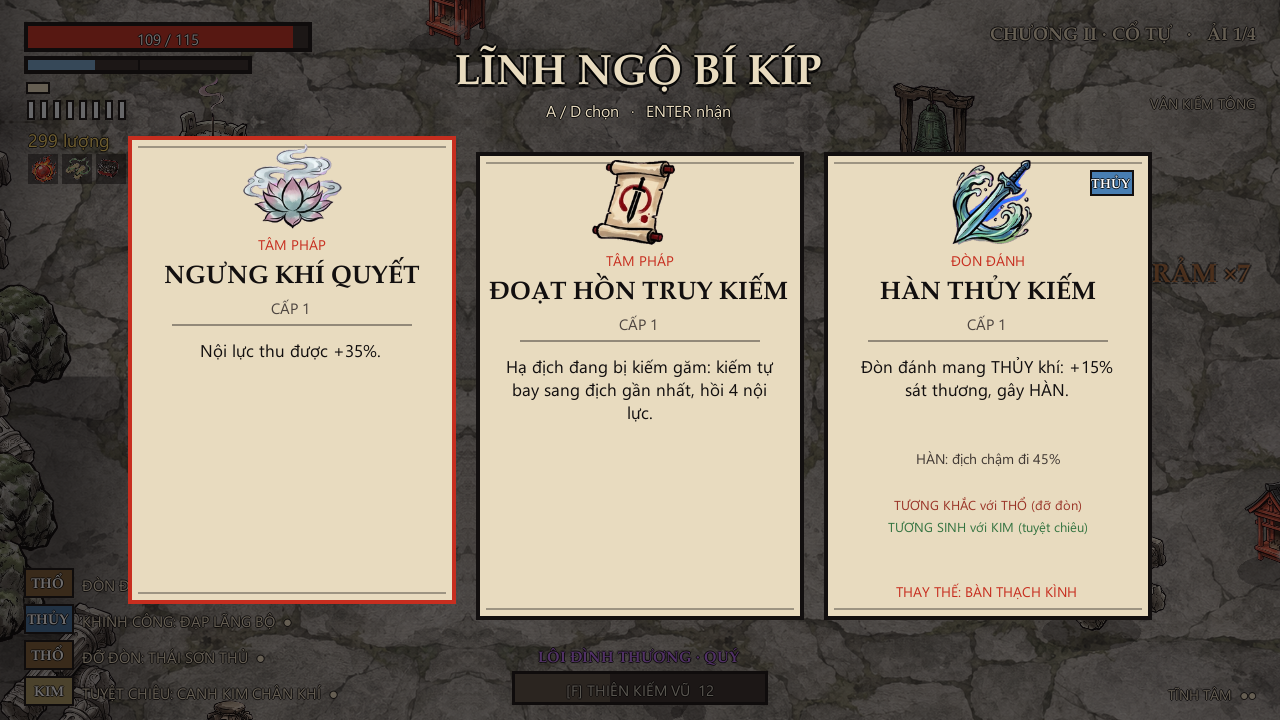 109 / 115
CHƯƠNG II · CỔ TỰ · ẢI 1/4
LĨNH NGỘ BÍ KÍP
A / D chọn · ENTER nhận
VÂN KIẾM TÔNG
299 lượng
TÂM PHÁP
NGƯNG KHÍ QUYẾT
CẤP 1
Nội lực thu được +35%.
TÂM PHÁP
ĐOẠT HỒN TRUY KIẾM
CẤP 1
Hạ địch đang bị kiếm găm: kiếm tự
bay sang địch gần nhất, hồi 4 nội
lực.
THỦY
ĐÒN ĐÁNH
HÀN THỦY KIẾM
CẤP 1
Đòn đánh mang THỦY khí: +15%
sát thương, gây HÀN.
HÀN: địch chậm đi 45%
TƯƠNG KHẮC với THỔ (đỡ đòn)
TƯƠNG SINH với KIM (tuyệt chiêu)
THAY THẾ: BÀN THẠCH KÌNH
×7
THỔ ĐÒN
THỦY KHINH CÔNG: ĐẠP LÃNG BỘ
THỔ ĐỠ ĐÒN: THÁI SƠN THỦ
KIM TUYỆT CHIÊU: CANH KIM CHÂN KHÍ
LÔI ĐÌNH THƯƠNG · QUỶ
[F] THIÊN KIẾM VŨ 12
TĨNH TÂM